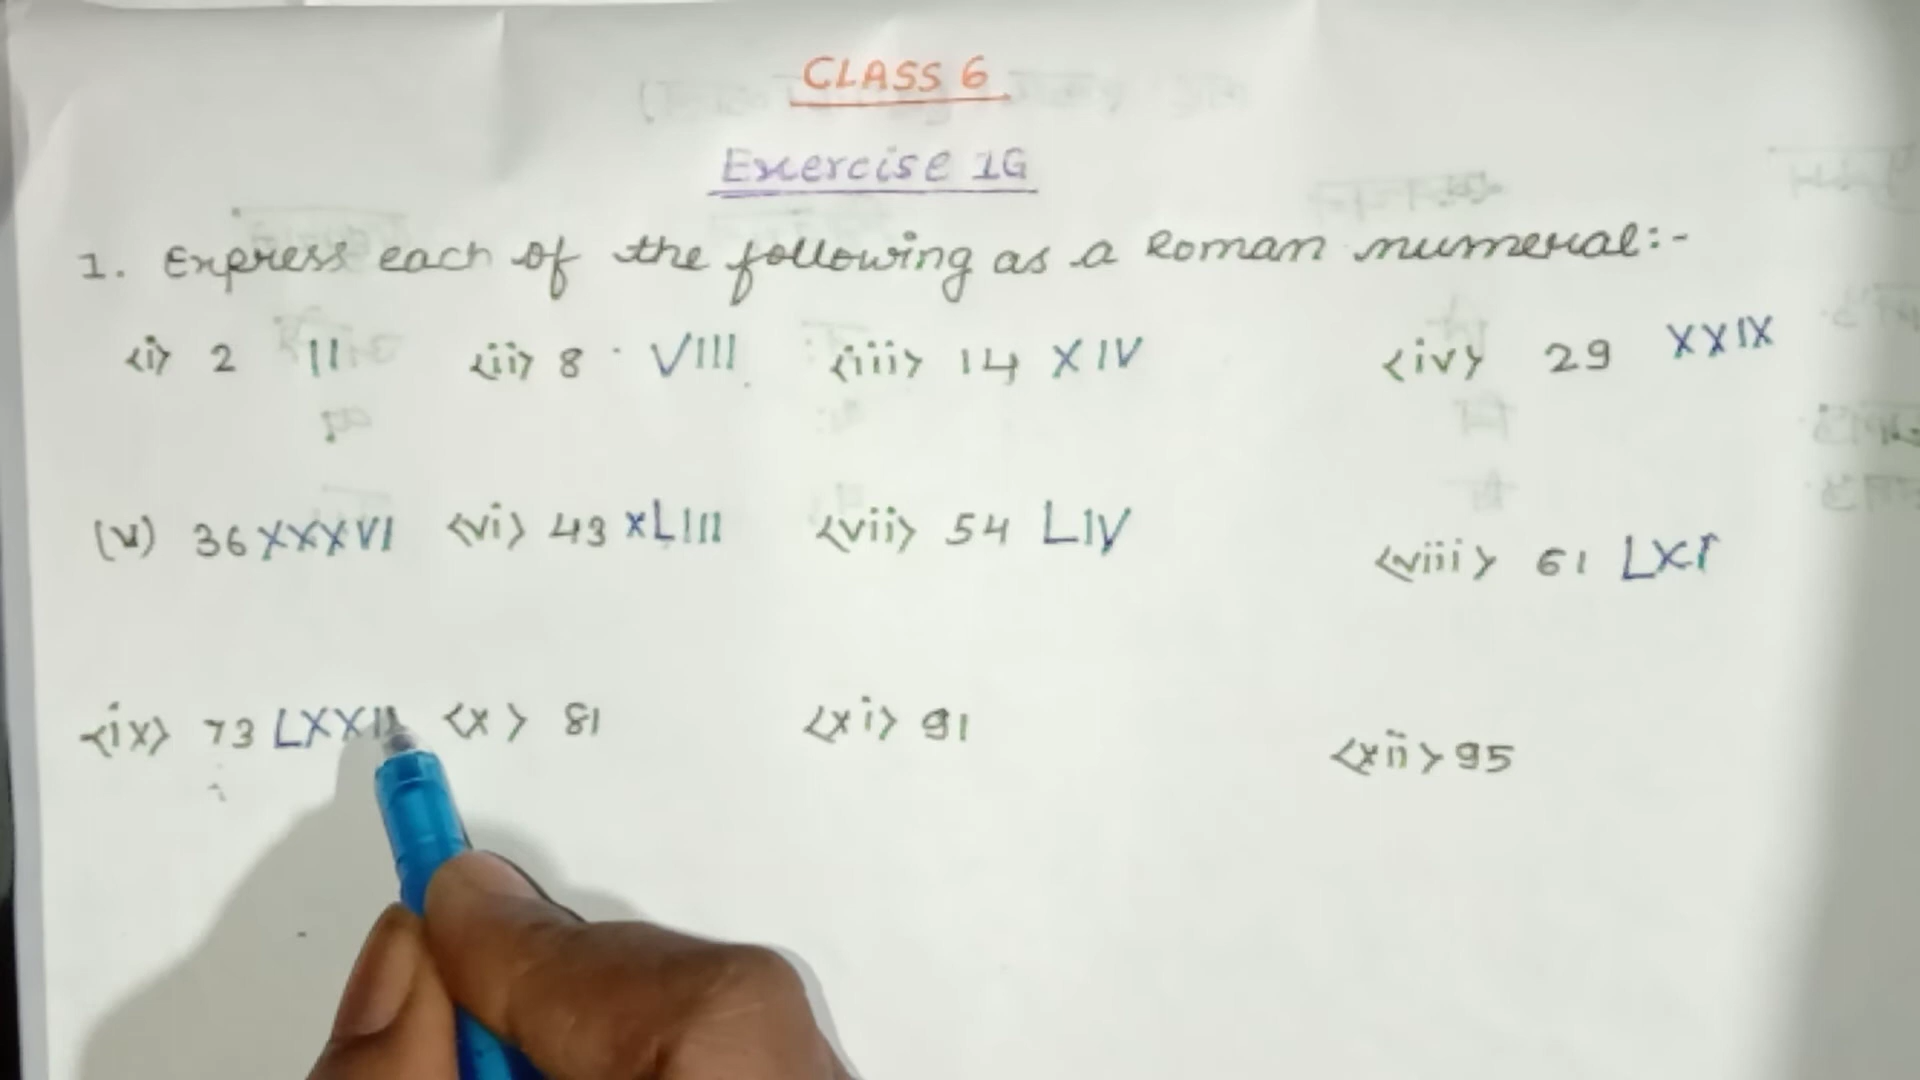 CLASS 6
Exercise 1G
1. Express each of the following as a Roman numeral:-
<i> 2 II <ii> 8 VIII <iii> 14 XIV <iv> 29 XXIX
(v) 36 XXXVI <vi> 43 XLIII <vii> 54 LIV <viii> 61 LXI
<ix> 73 LXXII <x> 81 <xi> 91 <xii> 95